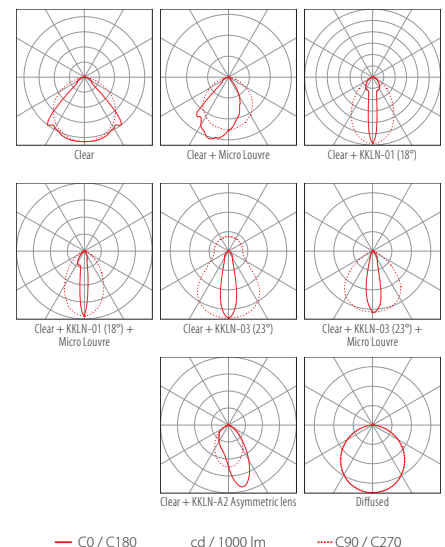 Clear
Clear + Micro Louvre
Clear + KKLN-01 (18°)
Clear + KKLN-01 (18°) +
Micro Louvre
Clear + KKLN-03 (23°)
Clear + KKLN-03 (23°) +
Micro Louvre
Clear + KKLN-A2 Asymmetric lens
Diffused
C0 / C180
cd / 1000 lm
C90 / C270